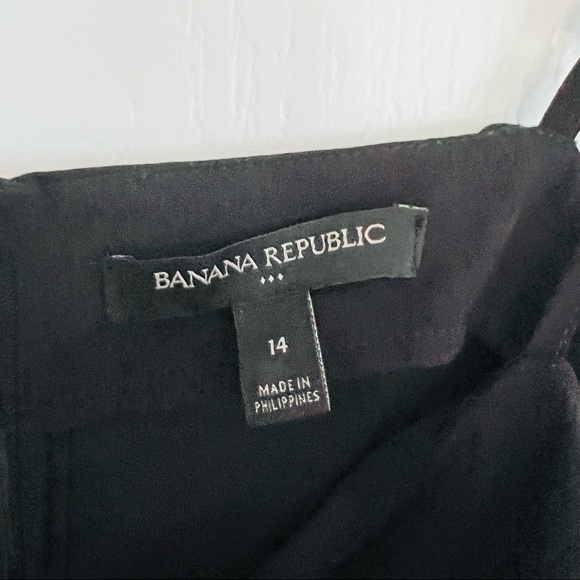 BANANA REPUBLIC
♦♦♦
14
MADE IN
PHILIPPINES